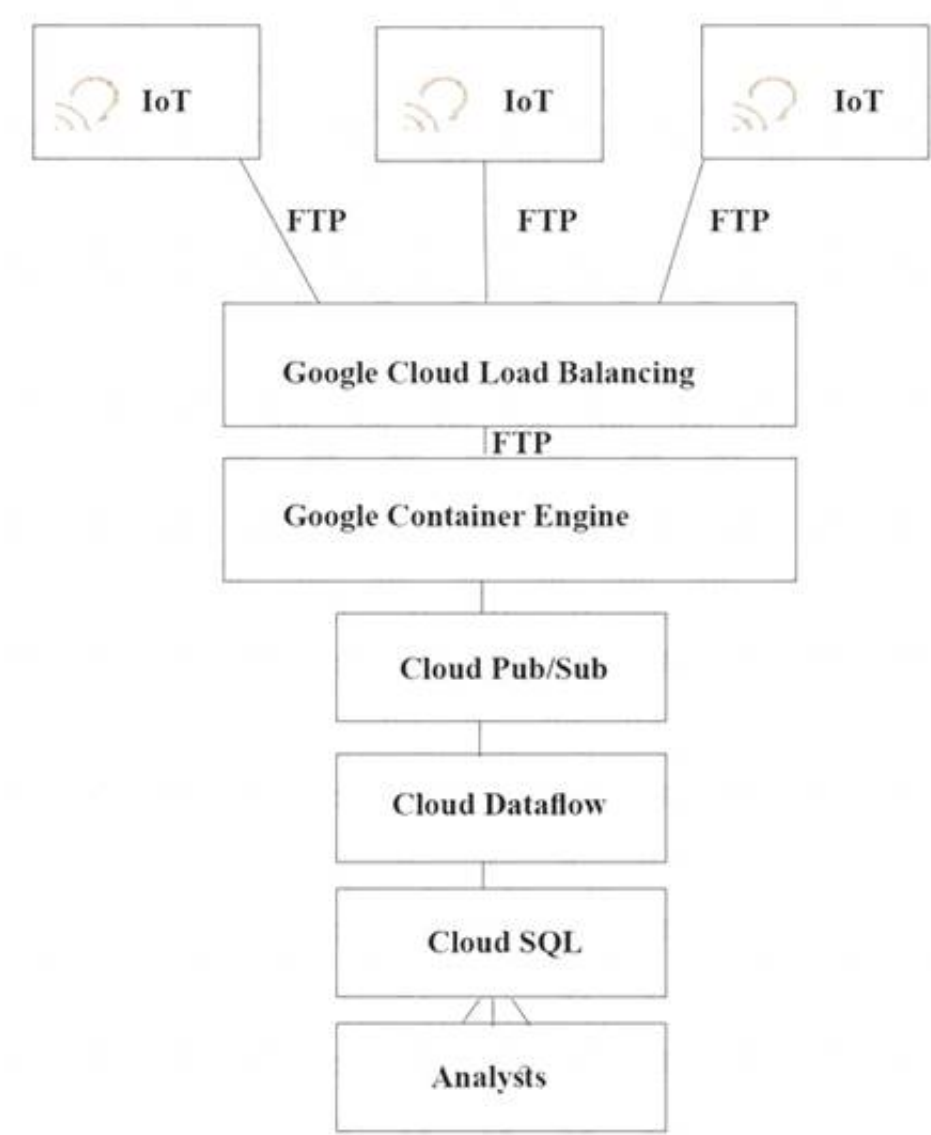 IoT
IoT
IoT
FTP
FTP
FTP
Google Cloud Load Balancing
FTP
Google Container Engine
Cloud Pub/Sub
Cloud Dataflow
Cloud SQL
Analysts